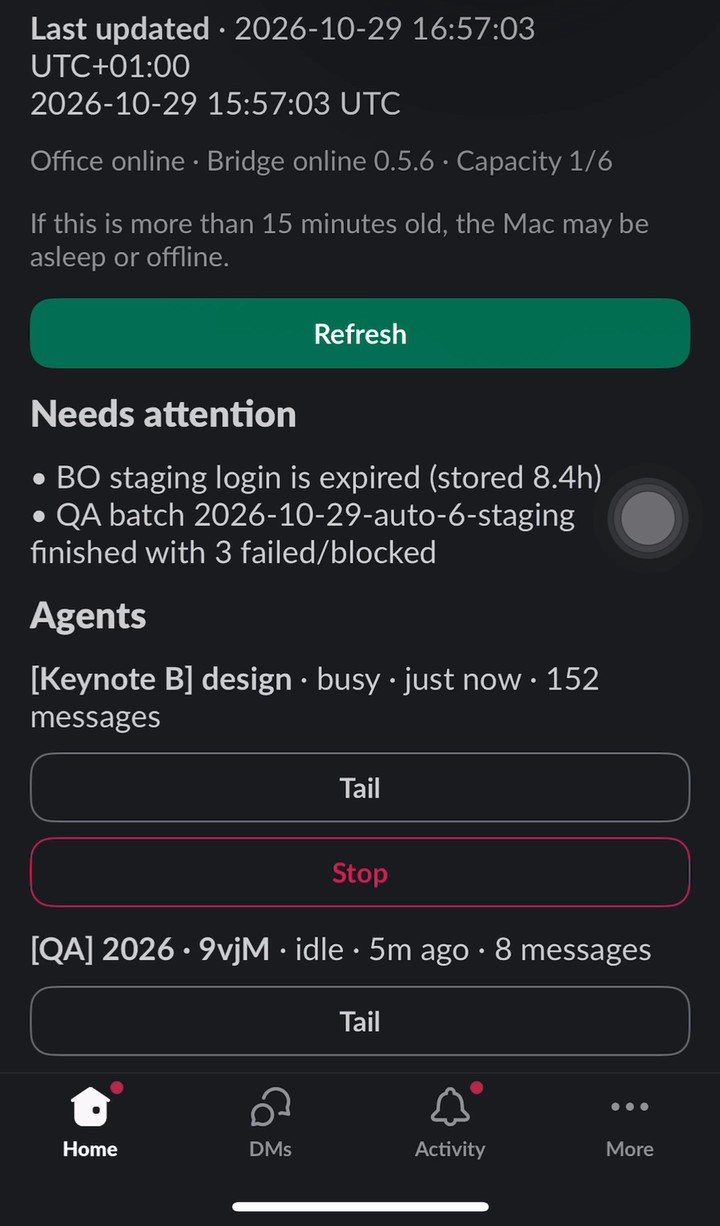 Last updated · 2026-10-29 16:57:03
UTC+01:00
2026-10-29 15:57:03 UTC
Office online · Bridge online 0.5.6 · Capacity 1/6
If this is more than 15 minutes old, the Mac may be
asleep or offline.
Refresh
Needs attention
• BO staging login is expired (stored 8.4h)
• QA batch 2026-10-29-auto-6-staging
finished with 3 failed/blocked
Agents
[Keynote B] design · busy · just now · 152
messages
Tail
Stop
[QA] 2026 · 9vjM · idle · 5m ago · 8 messages
Tail
Home DMs Activity More